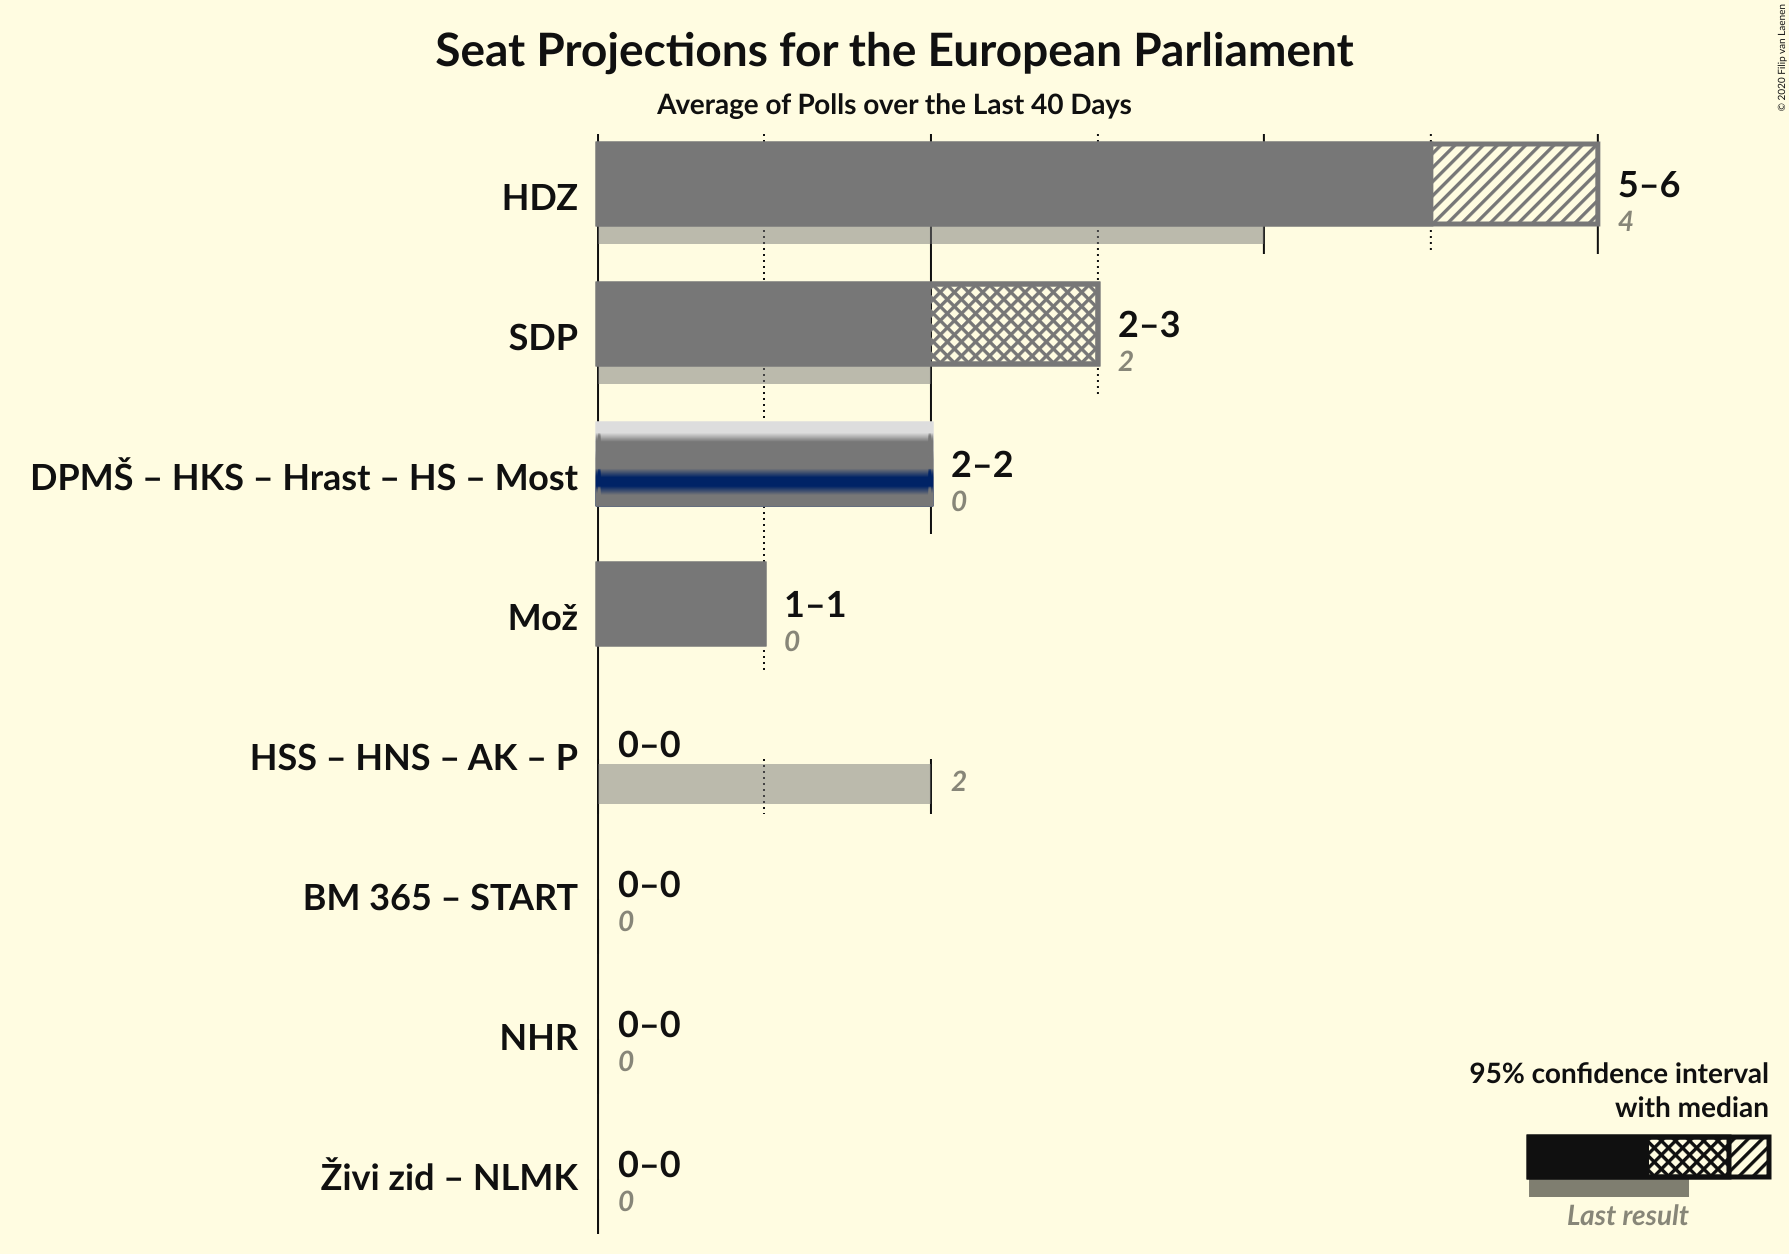 Seat Projections for the European Parliament
Average of Polls over the Last 40 Days
© 2020 Filip van Laenen
HDZ
5–6
4
SDP
2–3
2
DPMŠ – HKS – Hrast – HS – Most
2–2
0
Mož
1–1
0
HSS – HNS – AK – P
0–0
2
BM 365 – START
0–0
0
NHR
0–0
0
Živi zid – NLMK
0–0
0
95% confidence interval
with median
Last result